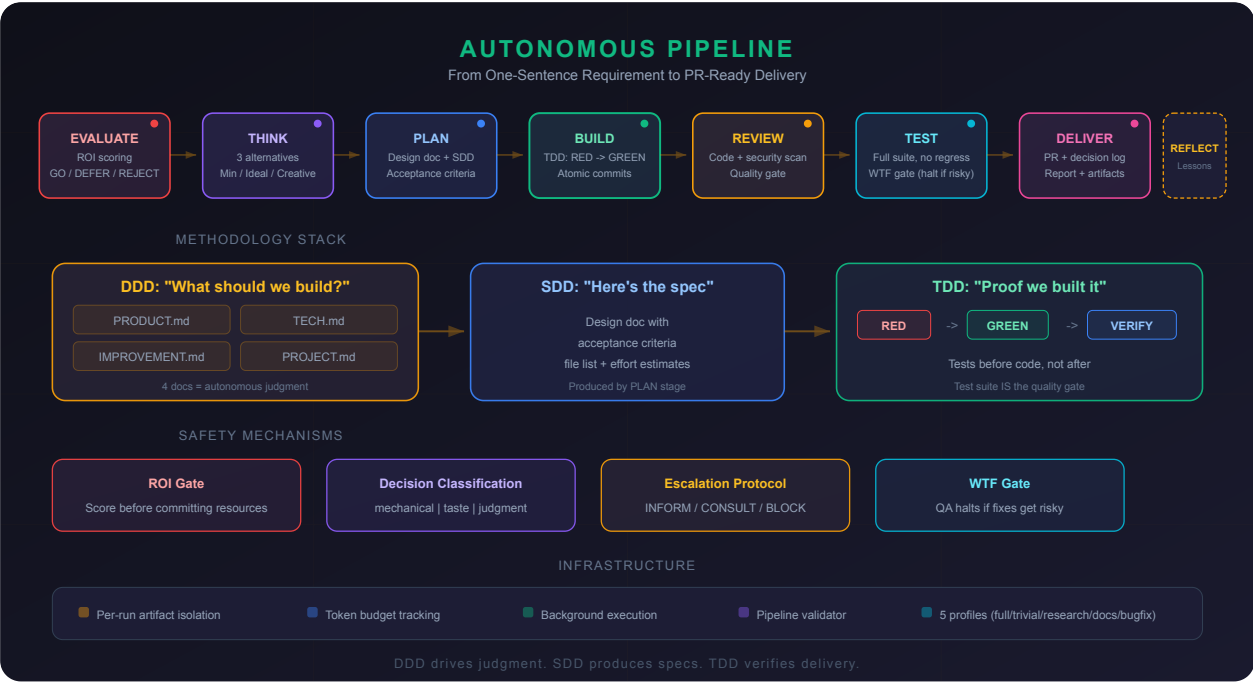 AUTONOMOUS PIPELINE
From One-Sentence Requirement to PR-Ready Delivery
EVALUATE
ROI scoring
GO / DEFER / REJECT
THINK
3 alternatives
Min / Ideal / Creative
PLAN
Design doc + SDD
Acceptance criteria
BUILD
TDD: RED -> GREEN
Atomic commits
REVIEW
Code + security scan
Quality gate
TEST
Full suite, no regress
WTF gate (halt if risky)
DELIVER
PR + decision log
Report + artifacts
REFLECT
Lessons
METHODOLOGY STACK
DDD: "What should we build?"
PRODUCT.md
TECH.md
IMPROVEMENT.md
PROJECT.md
4 docs = autonomous judgment
SDD: "Here's the spec"
Design doc with
acceptance criteria
file list + effort estimates
Produced by PLAN stage
TDD: "Proof we built it"
RED -> GREEN -> VERIFY
Tests before code, not after
Test suite IS the quality gate
SAFETY MECHANISMS
ROI Gate
Score before committing resources
Decision Classification
mechanical | taste | judgment
Escalation Protocol
INFORM / CONSULT / BLOCK
WTF Gate
QA halts if fixes get risky
INFRASTRUCTURE
Per-run artifact isolation
Token budget tracking
Background execution
Pipeline validator
5 profiles (full/trivial/research/docs/bugfix)
DDD drives judgment. SDD produces specs. TDD verifies delivery.